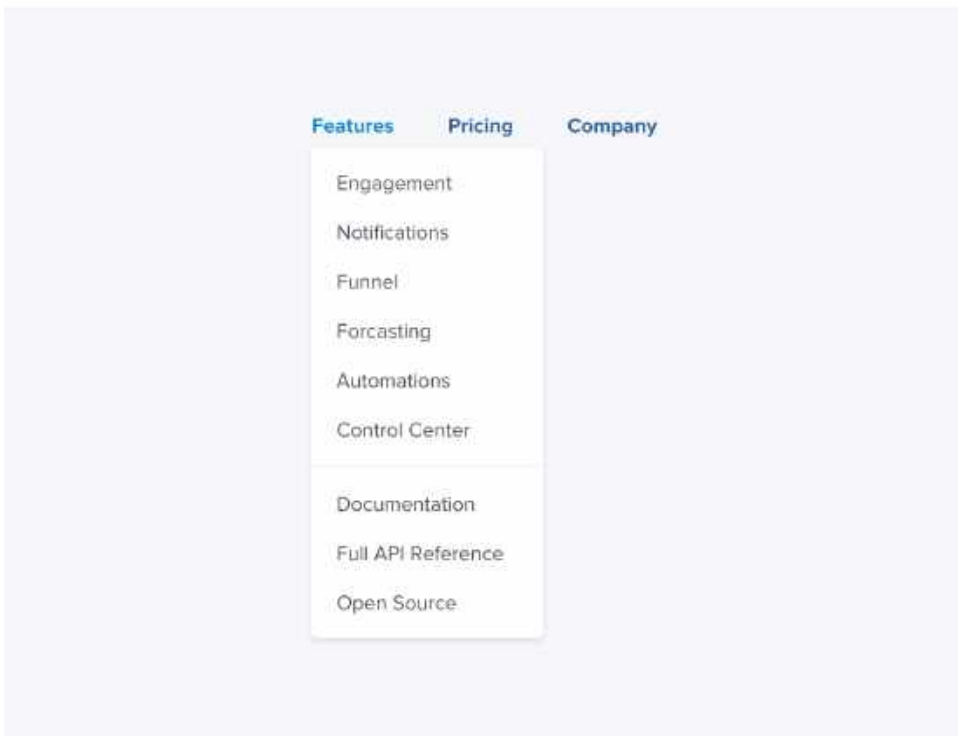 Features Pricing Company
Engagement
Notifications
Funnel
Forcasting
Automations
Control Center
Documentation
Full API Reference
Open Source